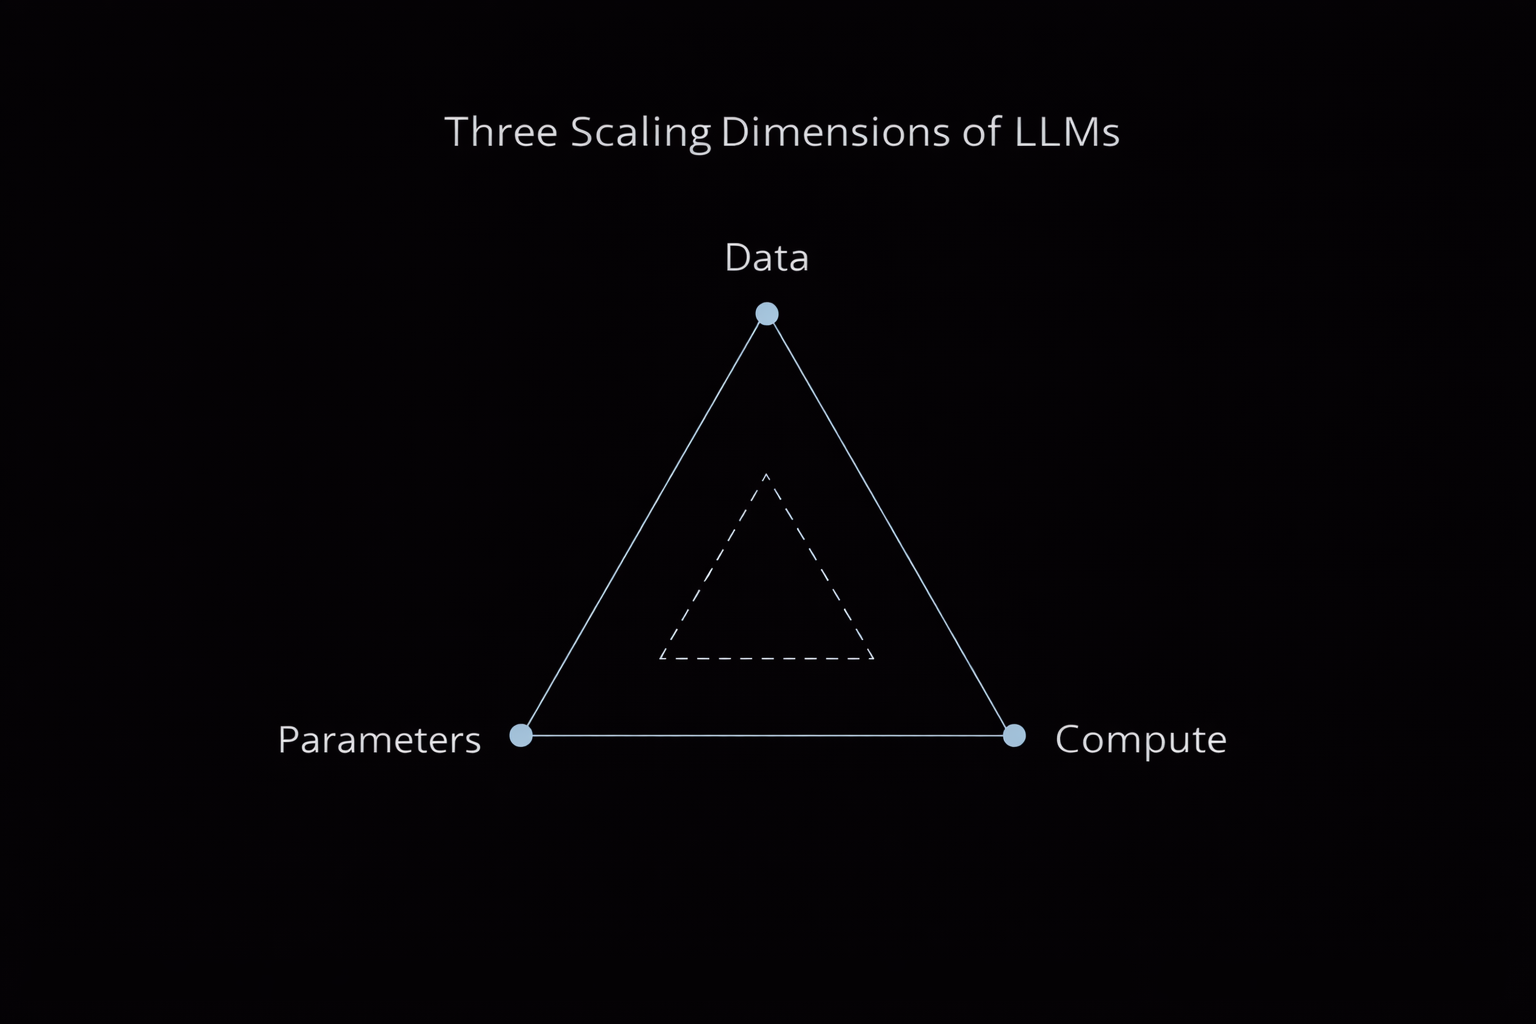 Three Scaling Dimensions of LLMs
Data
Parameters
Compute